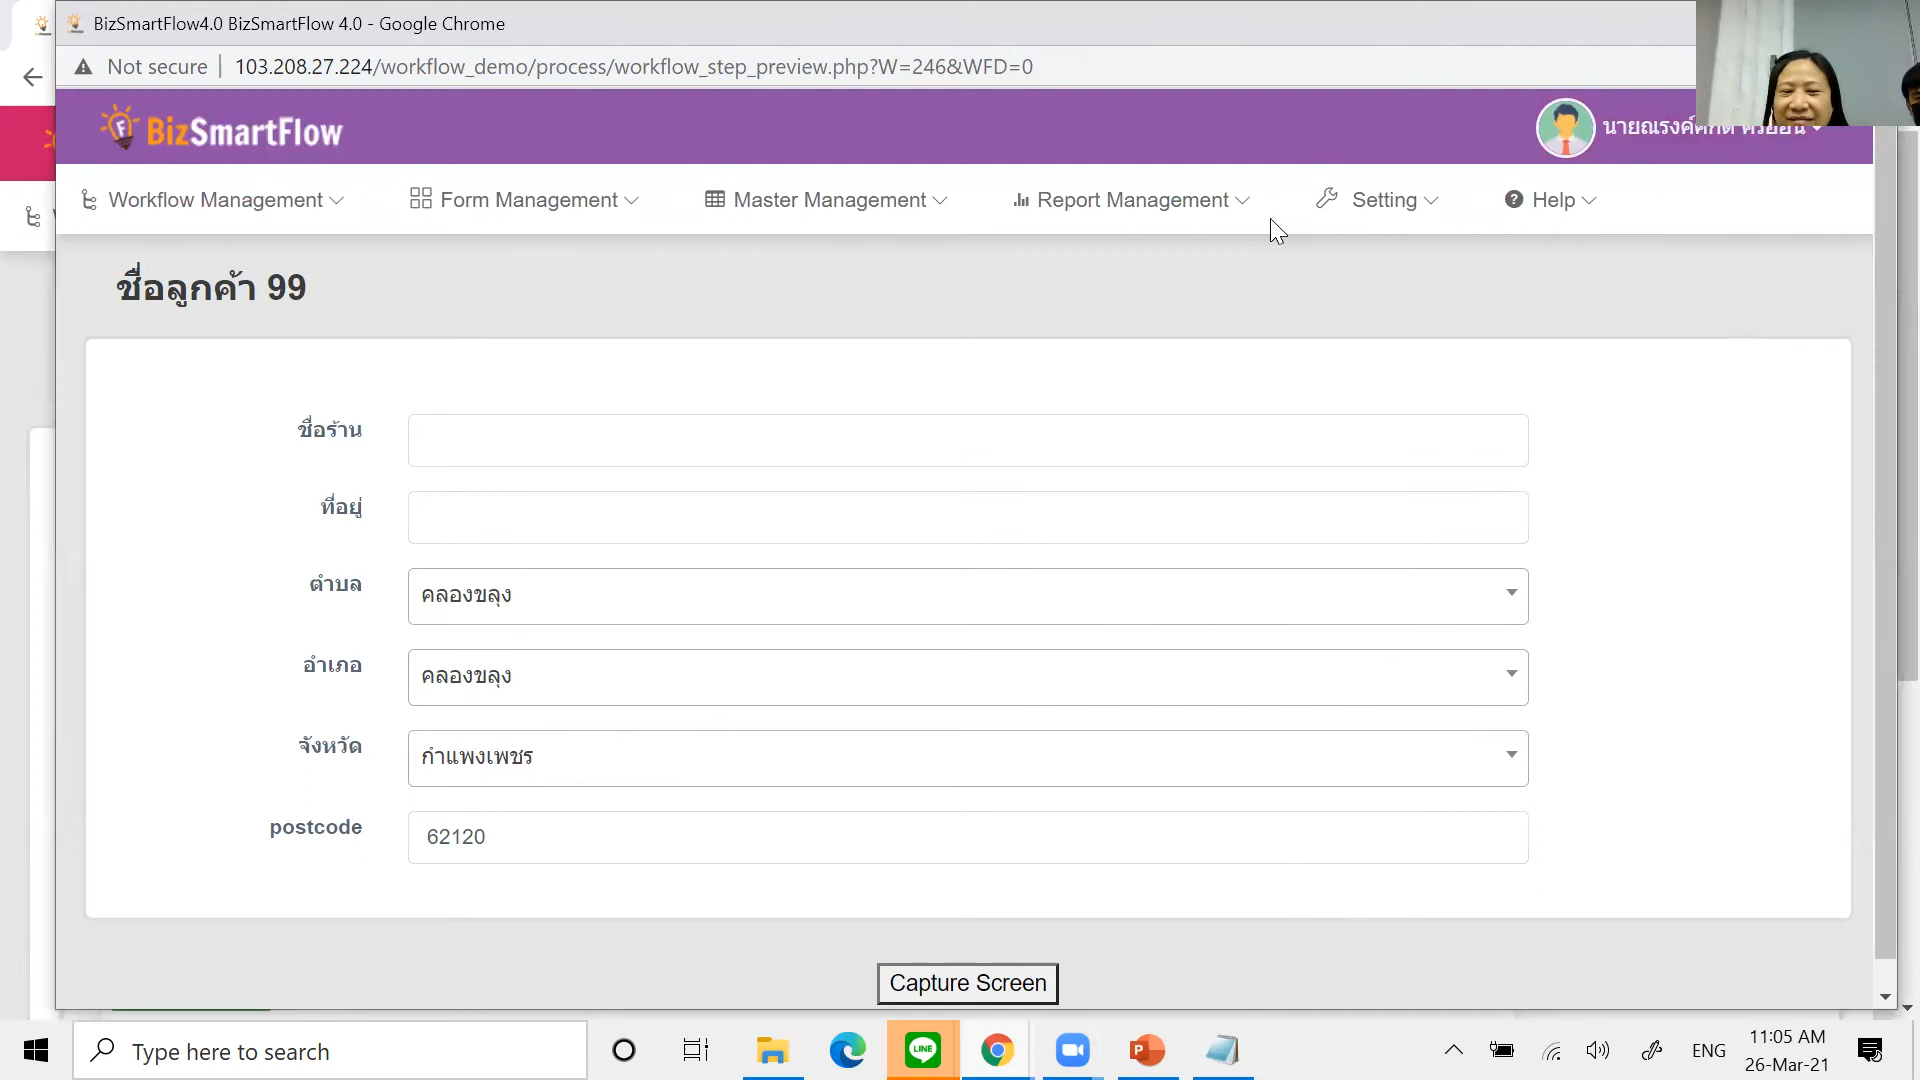 BizSmartFlow4.0 BizSmartFlow 4.0 - Google Chrome
Not secure 103.208.27.224/workflow_demo/process/workflow_step_preview.php?W=246&WFD=0
BizSmartFlow
Workflow Management Form Management Master Management Report Management Setting Help
ชื่อลูกค้า 99
ชื่อร้าน
ที่อยู่
ตำบล คลองขลุง
อำเภอ คลองขลุง
จังหวัด กำแพงเพชร
postcode 62120
Capture Screen
Type here to search
LINE
ENG
11:05 AM
26-Mar-21